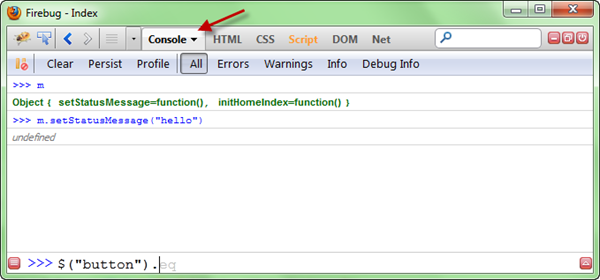 Firebug - Index
Console HTML CSS Script DOM Net
Clear Persist Profile All Errors Warnings Info Debug Info
>>> m
Object { setStatusMessage=function(), initHomeIndex=function() }
>>> m.setStatusMessage("hello")
undefined
>>> $("button").eq